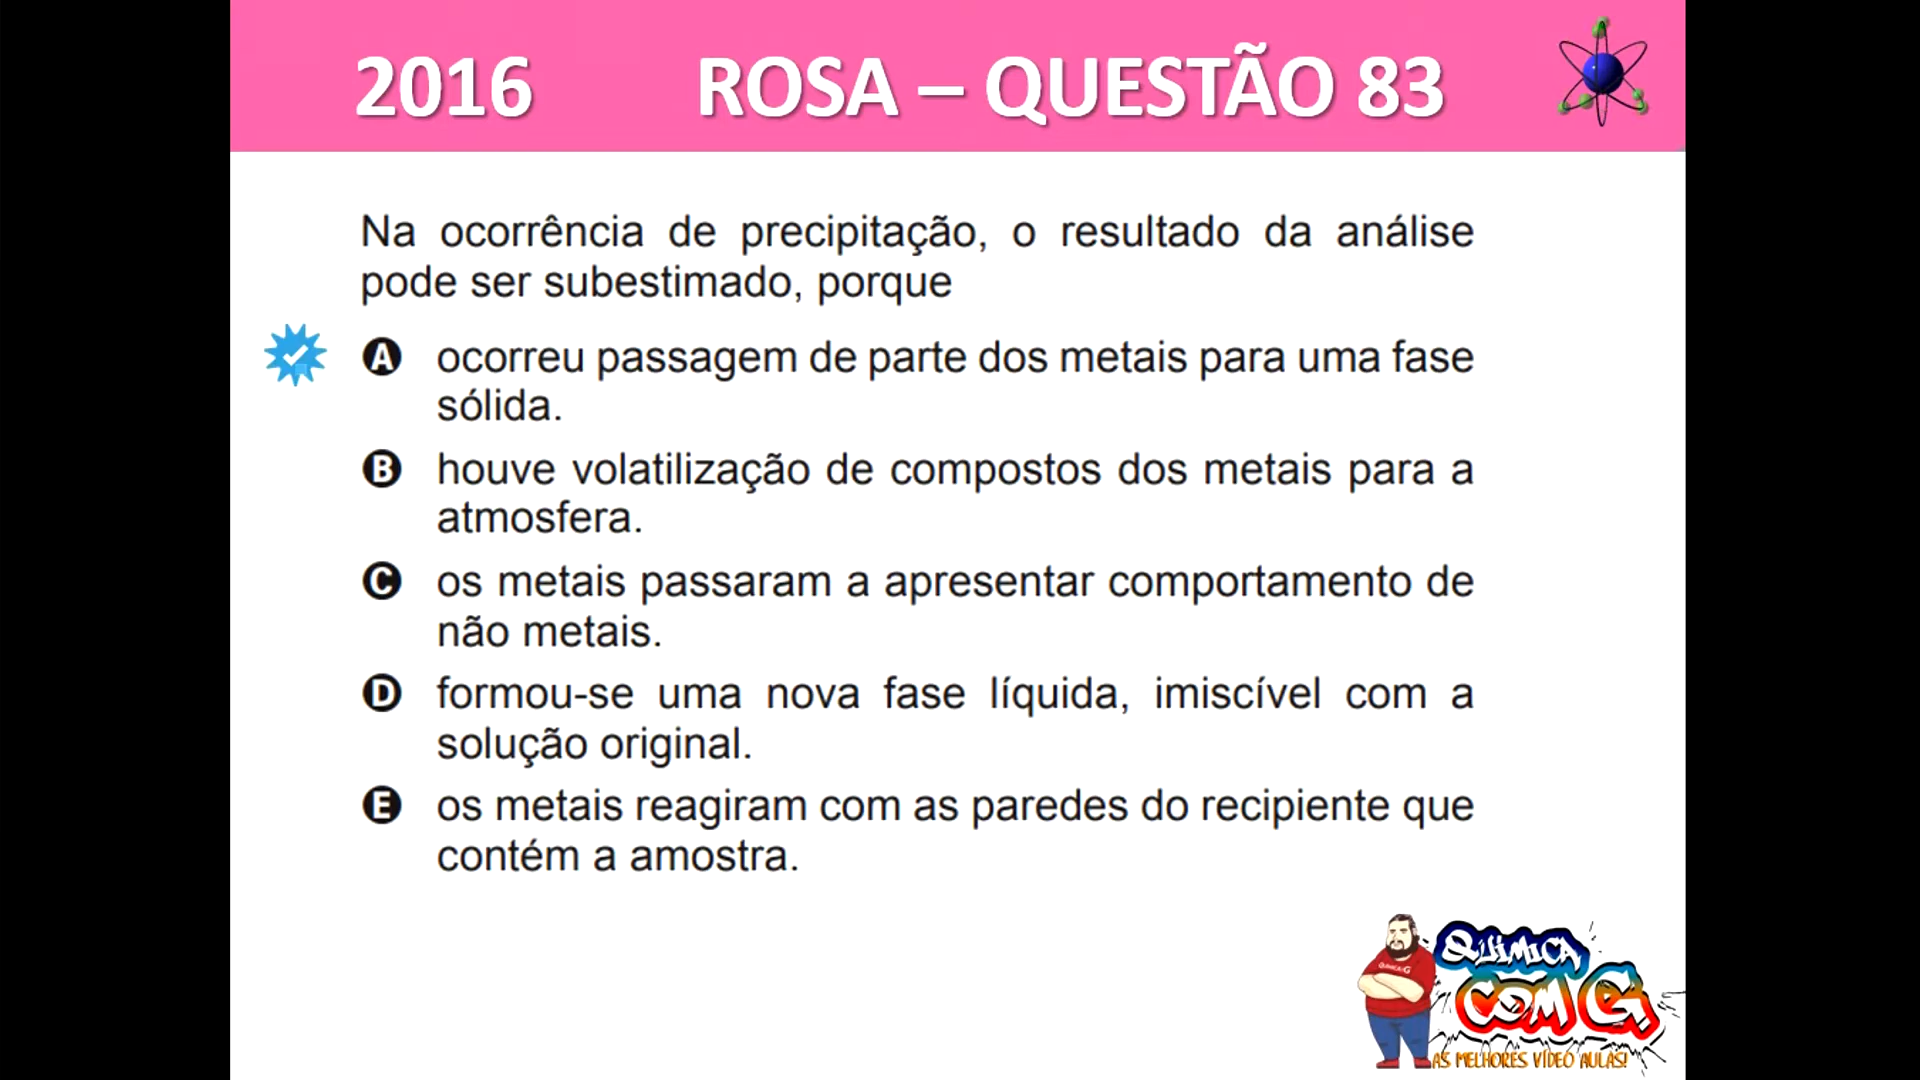 2016 ROSA – QUESTÃO 83
Na ocorrência de precipitação, o resultado da análise
pode ser subestimado, porque
A ocorreu passagem de parte dos metais para uma fase
sólida.
B houve volatilização de compostos dos metais para a
atmosfera.
C os metais passaram a apresentar comportamento de
não metais.
D formou-se uma nova fase líquida, imiscível com a
solução original.
E os metais reagiram com as paredes do recipiente que
contém a amostra.
QUÍMICA
COM G
AS MELHORES VÍDEO AULAS!